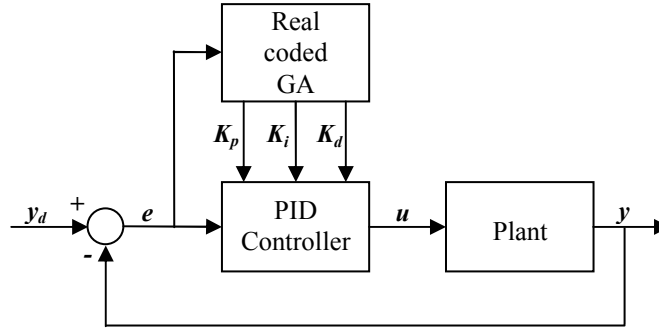 Real
coded
GA
K_p K_i K_d
y_d + e PID u Plant y
Controller
-